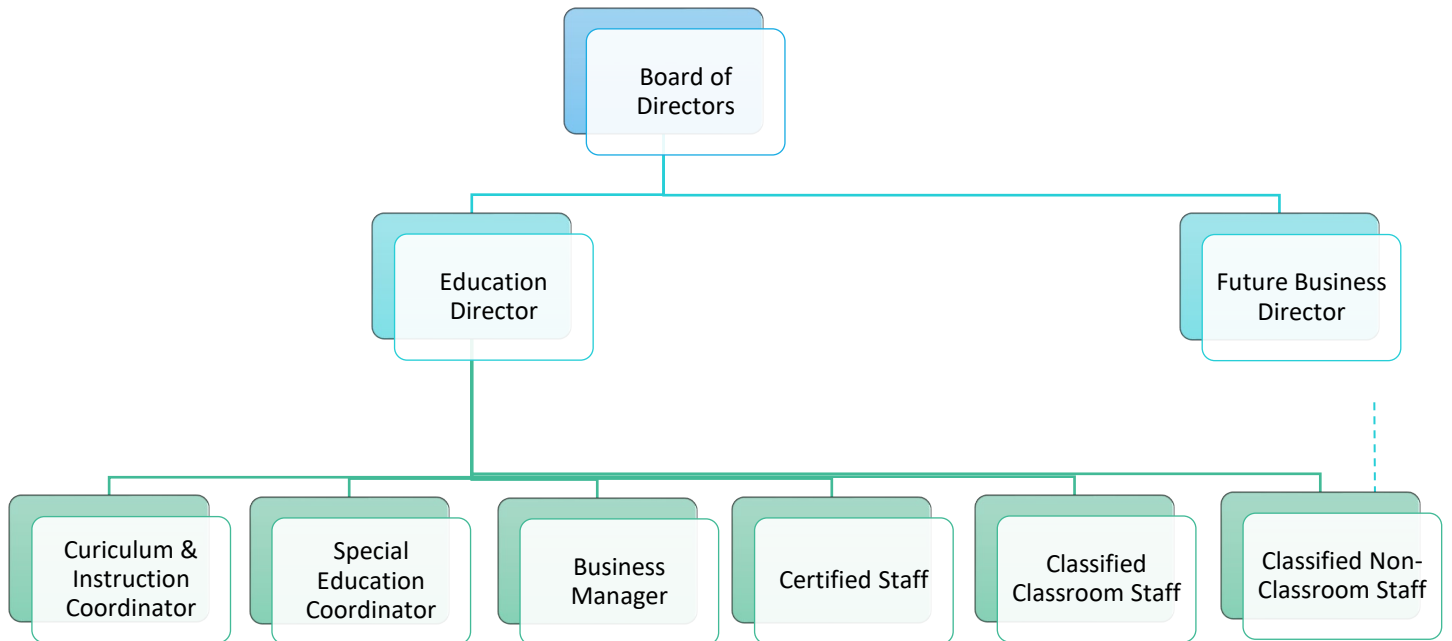 Board of
Directors
Education
Director
Future Business
Director
Curiculum &
Instruction
Coordinator
Special
Education
Coordinator
Business
Manager
Certified Staff
Classified
Classroom Staff
Classified Non-
Classroom Staff